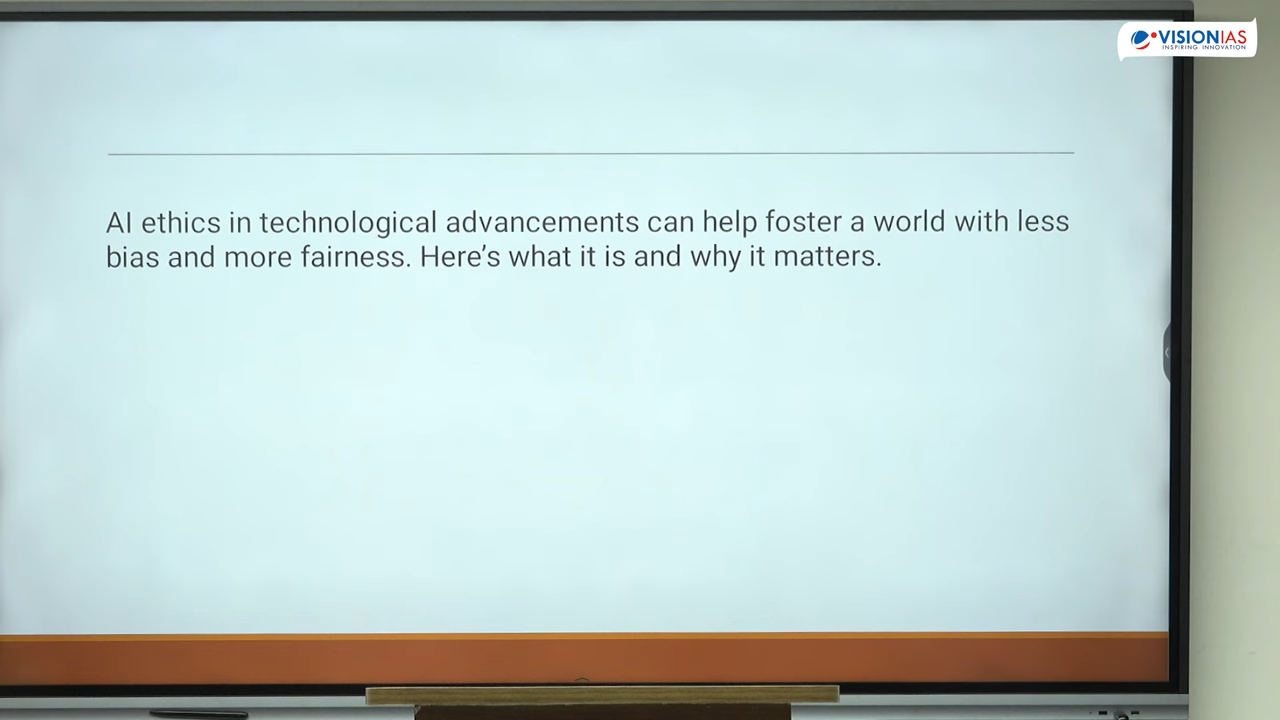 VISIONIAS
INSPIRING INNOVATION
AI ethics in technological advancements can help foster a world with less
bias and more fairness. Here’s what it is and why it matters.